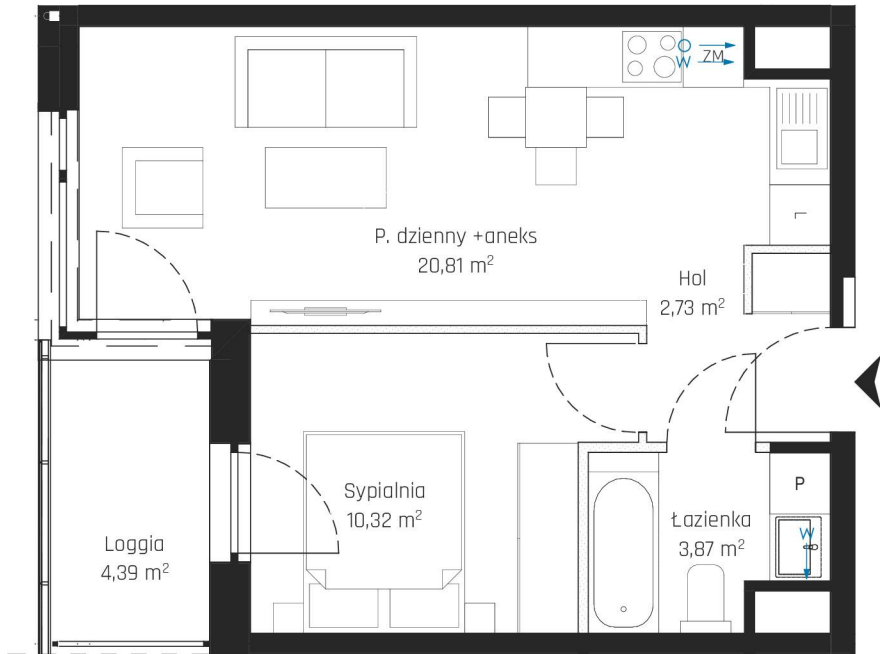 O
W ZM
L
P. dzienny +aneks
20,81 m²
Hol
2,73 m²
Sypialnia
10,32 m²
P
Łazienka
3,87 m²
W
Loggia
4,39 m²